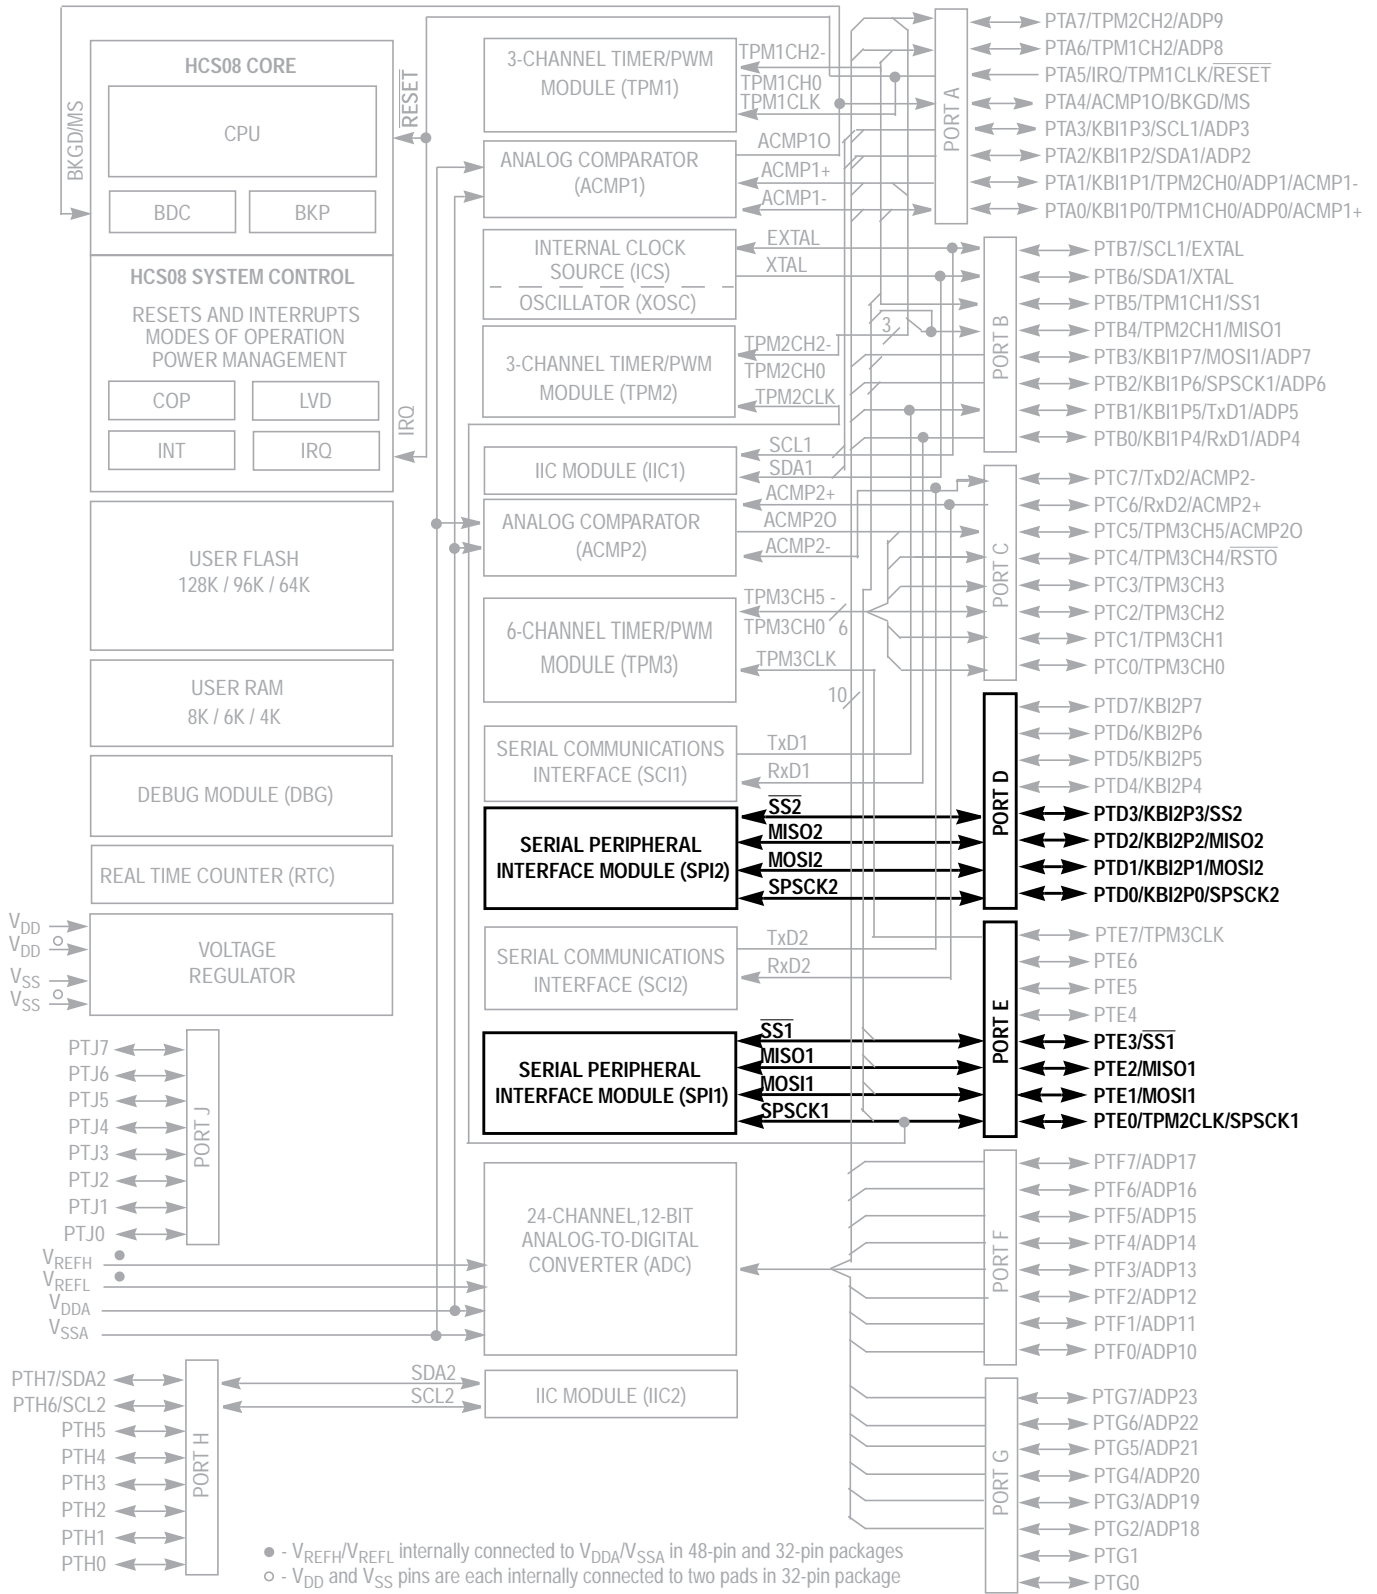 BKGD/MS
HCS08 CORE
CPU
BDC
BKP
RESET
HCS08 SYSTEM CONTROL
RESETS AND INTERRUPTS
MODES OF OPERATION
POWER MANAGEMENT
COP
LVD
INT
IRQ
IRQ
USER FLASH
128K / 96K / 64K
USER RAM
8K / 6K / 4K
DEBUG MODULE (DBG)
REAL TIME COUNTER (RTC)
VDD
VDD
VSS
VSS
VOLTAGE
REGULATOR
PTJ7
PTJ6
PTJ5
PTJ4
PTJ3
PTJ2
PTJ1
PTJ0
PORT J
VREFH
VREFL
VDDA
VSSA
PTH7/SDA2
PTH6/SCL2
PTH5
PTH4
PTH3
PTH2
PTH1
PTH0
PORT H
3-CHANNEL TIMER/PWM
MODULE (TPM1)
TPM1CH2-
TPM1CH0
TPM1CLK
ANALOG COMPARATOR
(ACMP1)
ACMP1O
ACMP1+
ACMP1-
INTERNAL CLOCK
SOURCE (ICS)
OSCILLATOR (XOSC)
EXTAL
XTAL
3-CHANNEL TIMER/PWM
MODULE (TPM2)
TPM2CH2-
TPM2CH0
TPM2CLK
3
IIC MODULE (IIC1)
SCL1
SDA1
ANALOG COMPARATOR
(ACMP2)
ACMP2+
ACMP2O
ACMP2-
6-CHANNEL TIMER/PWM
MODULE (TPM3)
TPM3CH5 -
TPM3CH0
6
TPM3CLK
10
SERIAL COMMUNICATIONS
INTERFACE (SCI1)
TxD1
RxD1
SERIAL PERIPHERAL
INTERFACE MODULE (SPI2)
SS2
MISO2
MOSI2
SPSCK2
SERIAL COMMUNICATIONS
INTERFACE (SCI2)
TxD2
RxD2
SERIAL PERIPHERAL
INTERFACE MODULE (SPI1)
SS1
MISO1
MOSI1
SPSCK1
24-CHANNEL,12-BIT
ANALOG-TO-DIGITAL
CONVERTER (ADC)
SDA2
SCL2
IIC MODULE (IIC2)
PORT A
PTA7/TPM2CH2/ADP9
PTA6/TPM1CH2/ADP8
PTA5/IRQ/TPM1CLK/RESET
PTA4/ACMP1O/BKGD/MS
PTA3/KBI1P3/SCL1/ADP3
PTA2/KBI1P2/SDA1/ADP2
PTA1/KBI1P1/TPM2CH0/ADP1/ACMP1-
PTA0/KBI1P0/TPM1CH0/ADP0/ACMP1+
PORT B
PTB7/SCL1/EXTAL
PTB6/SDA1/XTAL
PTB5/TPM1CH1/SS1
PTB4/TPM2CH1/MISO1
PTB3/KBI1P7/MOSI1/ADP7
PTB2/KBI1P6/SPSCK1/ADP6
PTB1/KBI1P5/TxD1/ADP5
PTB0/KBI1P4/RxD1/ADP4
PORT C
PTC7/TxD2/ACMP2-
PTC6/RxD2/ACMP2+
PTC5/TPM3CH5/ACMP2O
PTC4/TPM3CH4/RSTO
PTC3/TPM3CH3
PTC2/TPM3CH2
PTC1/TPM3CH1
PTC0/TPM3CH0
PORT D
PTD7/KBI2P7
PTD6/KBI2P6
PTD5/KBI2P5
PTD4/KBI2P4
PTD3/KBI2P3/SS2
PTD2/KBI2P2/MISO2
PTD1/KBI2P1/MOSI2
PTD0/KBI2P0/SPSCK2
PORT E
PTE7/TPM3CLK
PTE6
PTE5
PTE4
PTE3/SS1
PTE2/MISO1
PTE1/MOSI1
PTE0/TPM2CLK/SPSCK1
PORT F
PTF7/ADP17
PTF6/ADP16
PTF5/ADP15
PTF4/ADP14
PTF3/ADP13
PTF2/ADP12
PTF1/ADP11
PTF0/ADP10
PORT G
PTG7/ADP23
PTG6/ADP22
PTG5/ADP21
PTG4/ADP20
PTG3/ADP19
PTG2/ADP18
PTG1
PTG0
● - VREFH/VREFL internally connected to VDDA/VSSA in 48-pin and 32-pin packages
○ - VDD and VSS pins are each internally connected to two pads in 32-pin package